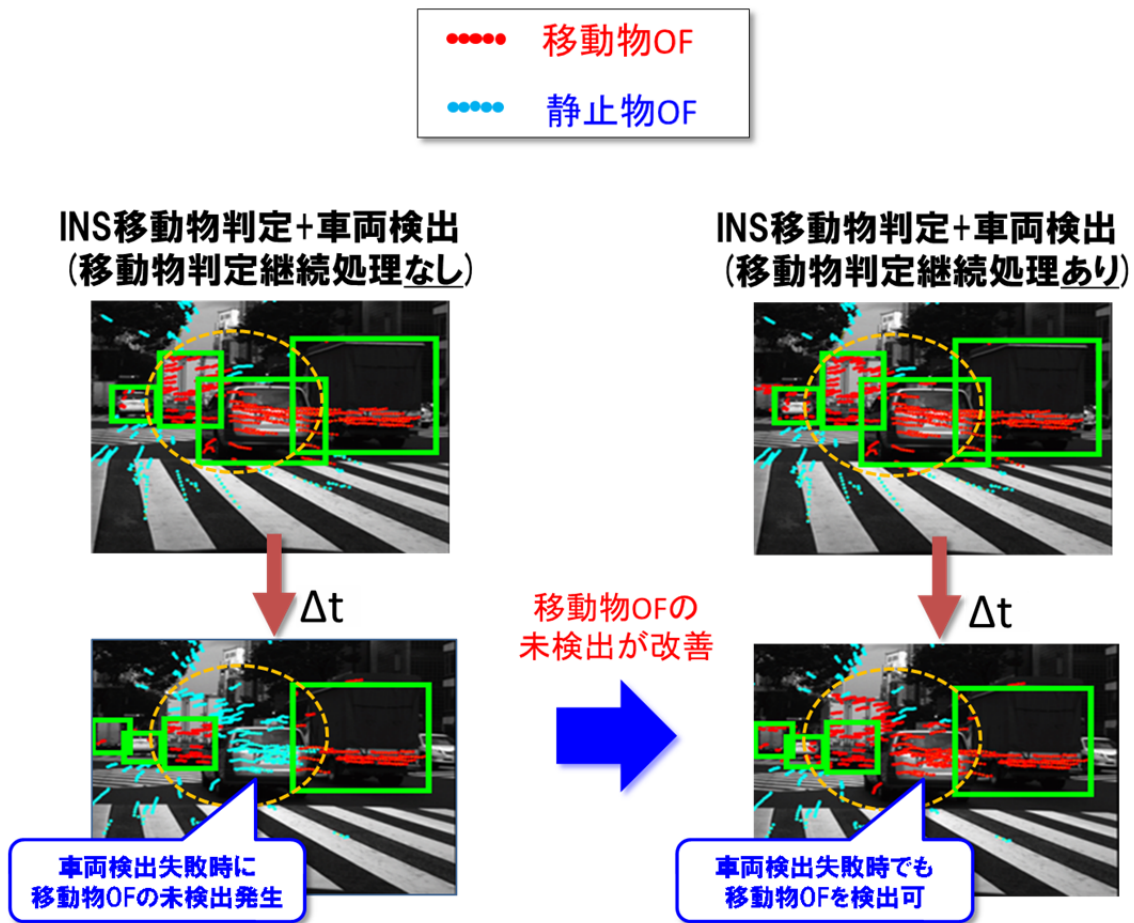 移動物OF
静止物OF
INS移動物判定+車両検出
(移動物判定継続処理なし)
INS移動物判定+車両検出
(移動物判定継続処理あり)
Δt
Δt
移動物OFの
未検出が改善
車両検出失敗時に
移動物OFの未検出発生
車両検出失敗時でも
移動物OFを検出可